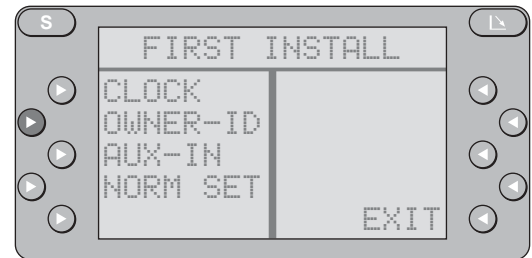 S
FIRST INSTALL
CLOCK
OWNER-ID
AUX-IN
NORM SET
EXIT